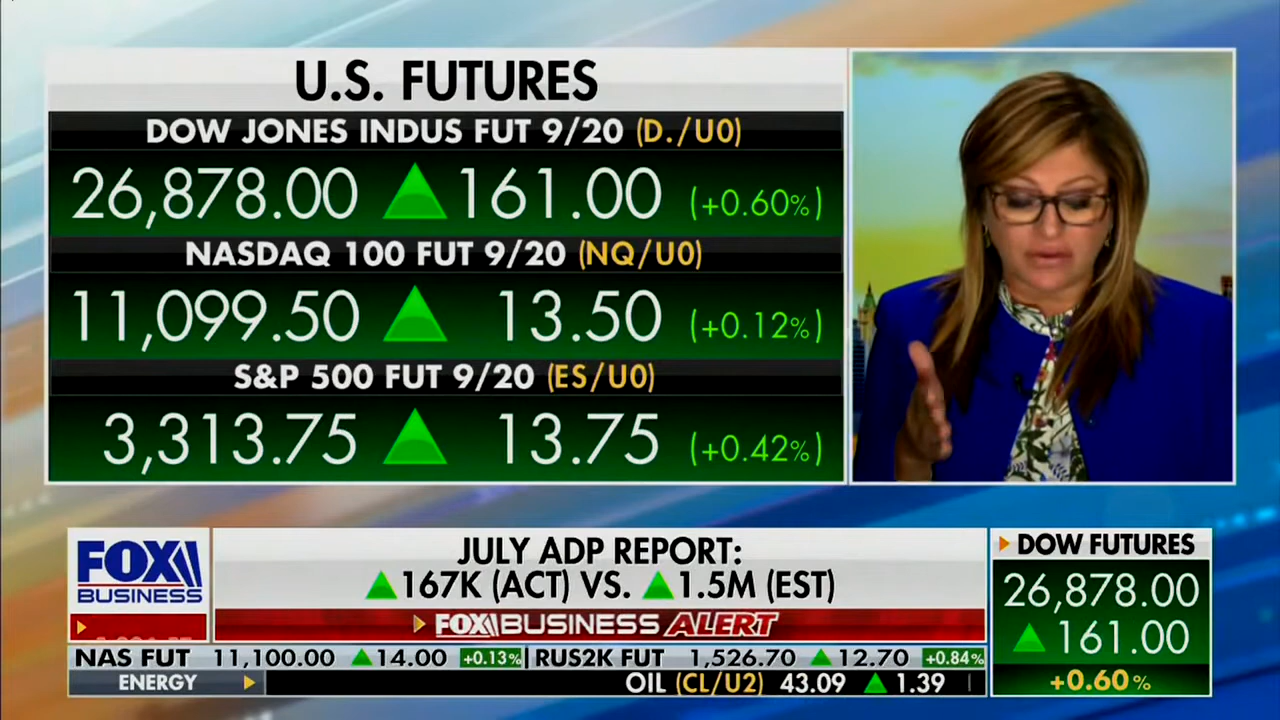 U.S. FUTURES
DOW JONES INDUS FUT 9/20 (D./U0)
26,878.00 161.00 (+0.60%)
NASDAQ 100 FUT 9/20 (NQ/U0)
11,099.50 13.50 (+0.12%)
S&P 500 FUT 9/20 (ES/U0)
3,313.75 13.75 (+0.42%)
FOX BUSINESS
JULY ADP REPORT:
167K (ACT) VS. 1.5M (EST)
FOX BUSINESS ALERT
DOW FUTURES
26,878.00
161.00
+0.60%
NAS FUT 11,100.00 14.00 +0.13% RUS2K FUT 1,526.70 12.70 +0.84%
ENERGY OIL (CL/U2) 43.09 1.39